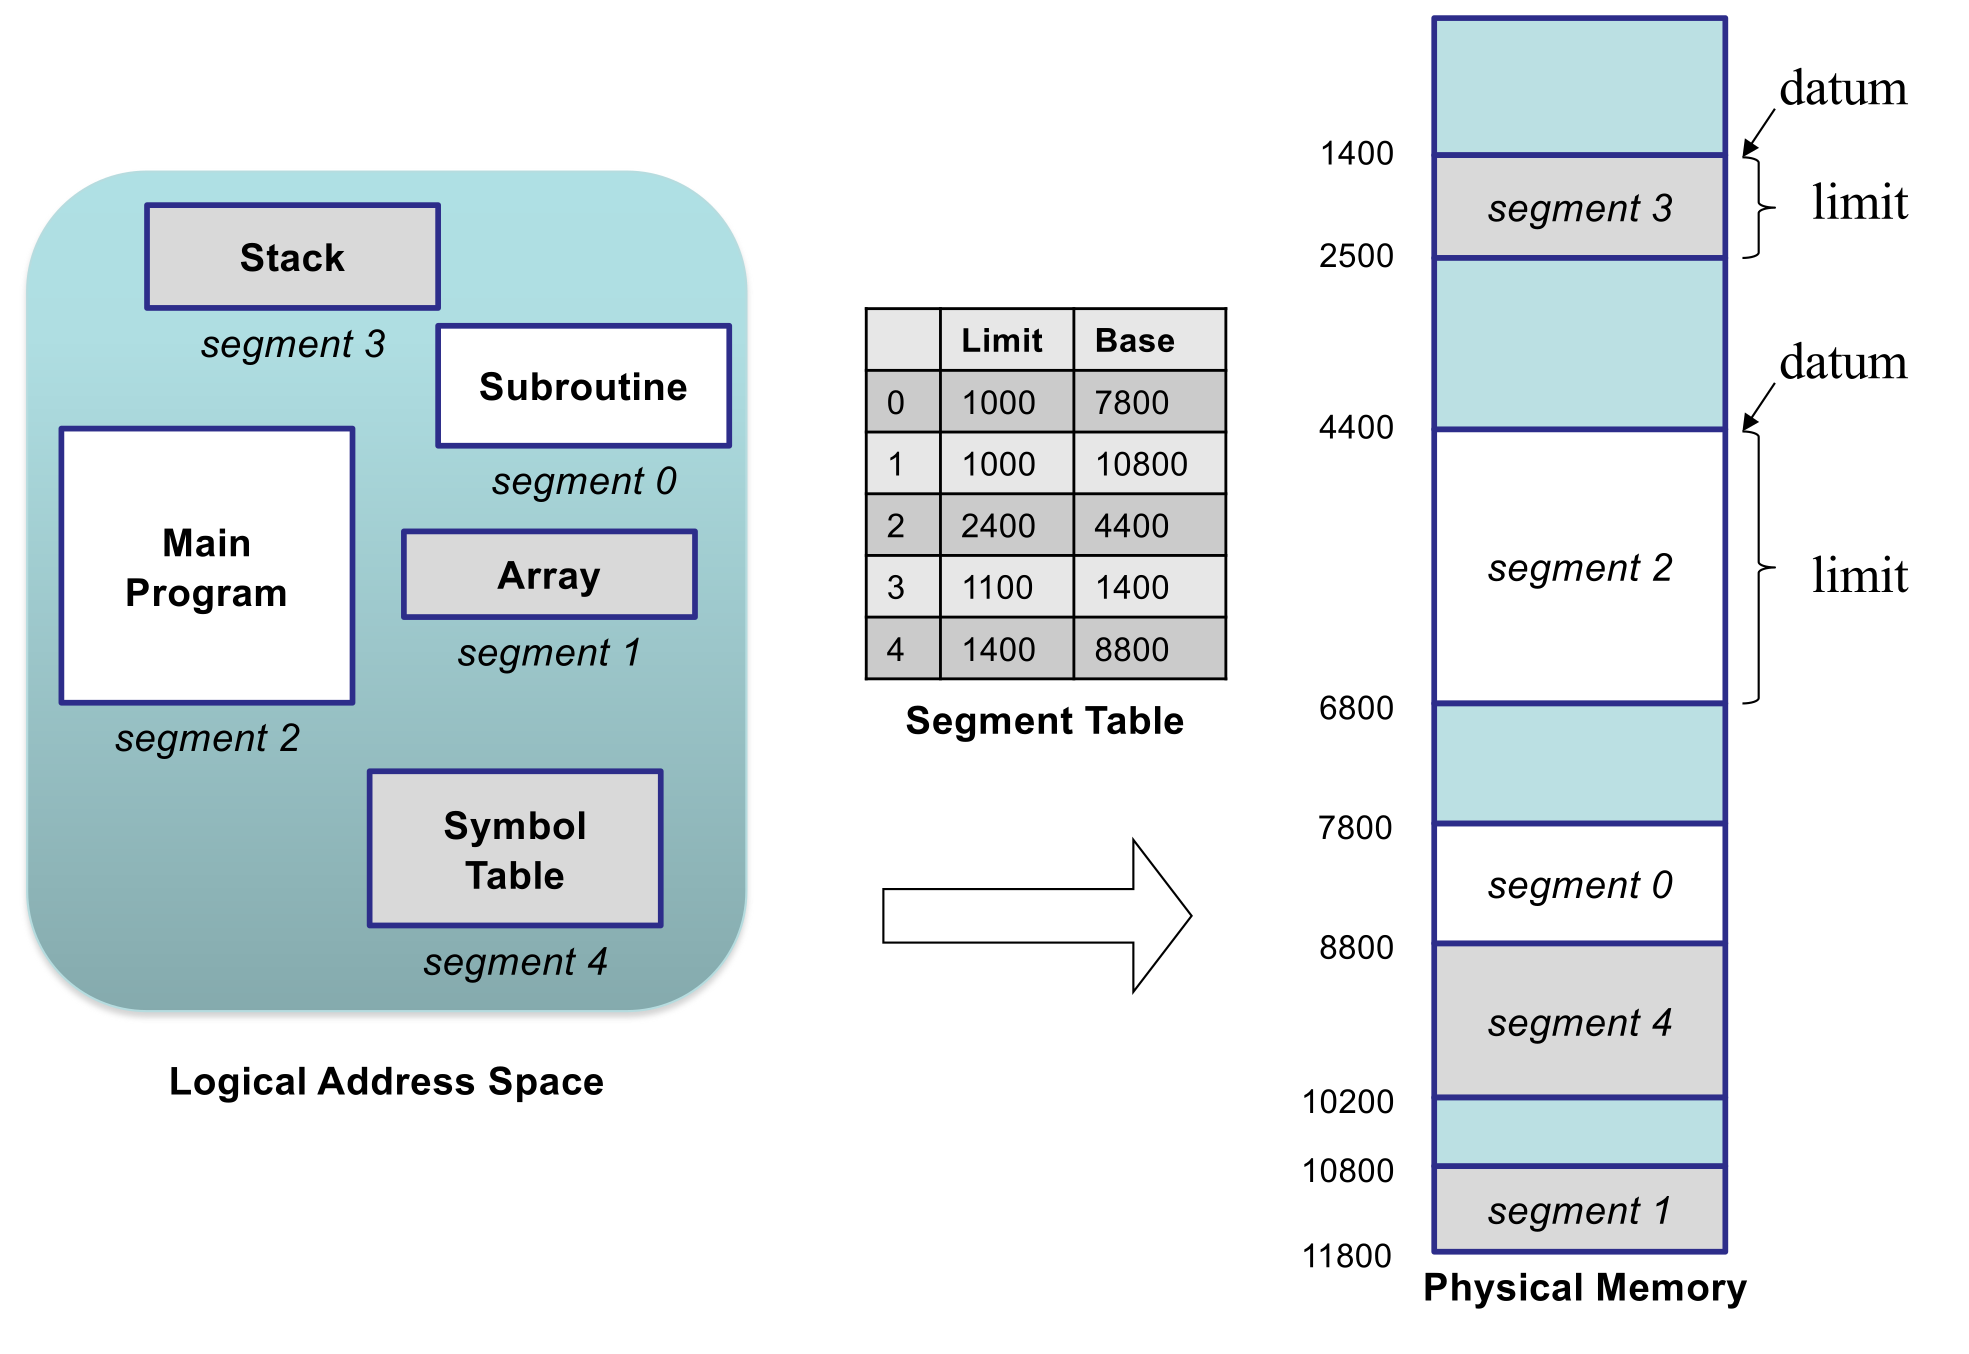 Stack
segment 3
Subroutine
segment 0
Main
Program
segment 2
Array
segment 1
Symbol
Table
segment 4
Logical Address Space
Limit Base
0 1000 7800
1 1000 10800
2 2400 4400
3 1100 1400
4 1400 8800
Segment Table
datum
1400
segment 3
limit
2500
datum
4400
segment 2
limit
6800
7800
segment 0
8800
segment 4
10200
10800
segment 1
11800
Physical Memory